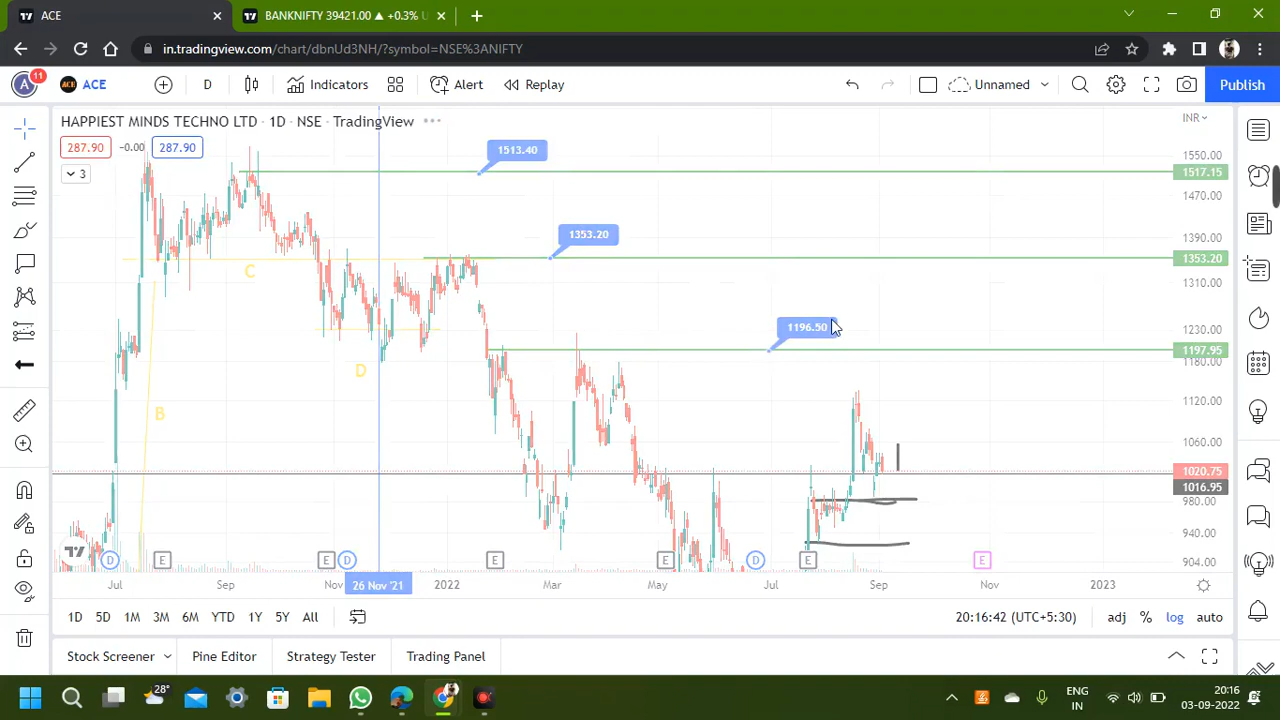 ACE
BANKNIFTY 39421.00 ▲ +0.3% U
in.tradingview.com/chart/dbnUd3NH/?symbol=NSE%3ANIFTY
A 11
ACE ACE
D
Indicators
Alert
Replay
Unnamed
Publish
HAPPIEST MINDS TECHNO LTD · 1D · NSE · TradingView
INR
287.90 -0.00 287.90
3
1513.40
1353.20
1196.50
1550.00
1517.15
1470.00
1390.00
1353.20
1310.00
1230.00
1197.95
1180.00
1120.00
1060.00
1020.75
1016.95
980.00
940.00
904.00
C
D
B
D E E D E E D E E
Jul Sep Nov 26 Nov '21 2022 Mar May Jul Sep Nov 2023
1D 5D 1M 3M 6M YTD 1Y 5Y All
20:16:42 (UTC+5:30) adj % log auto
Stock Screener Pine Editor Strategy Tester Trading Panel
28°
ENG
IN
20:16
03-09-2022